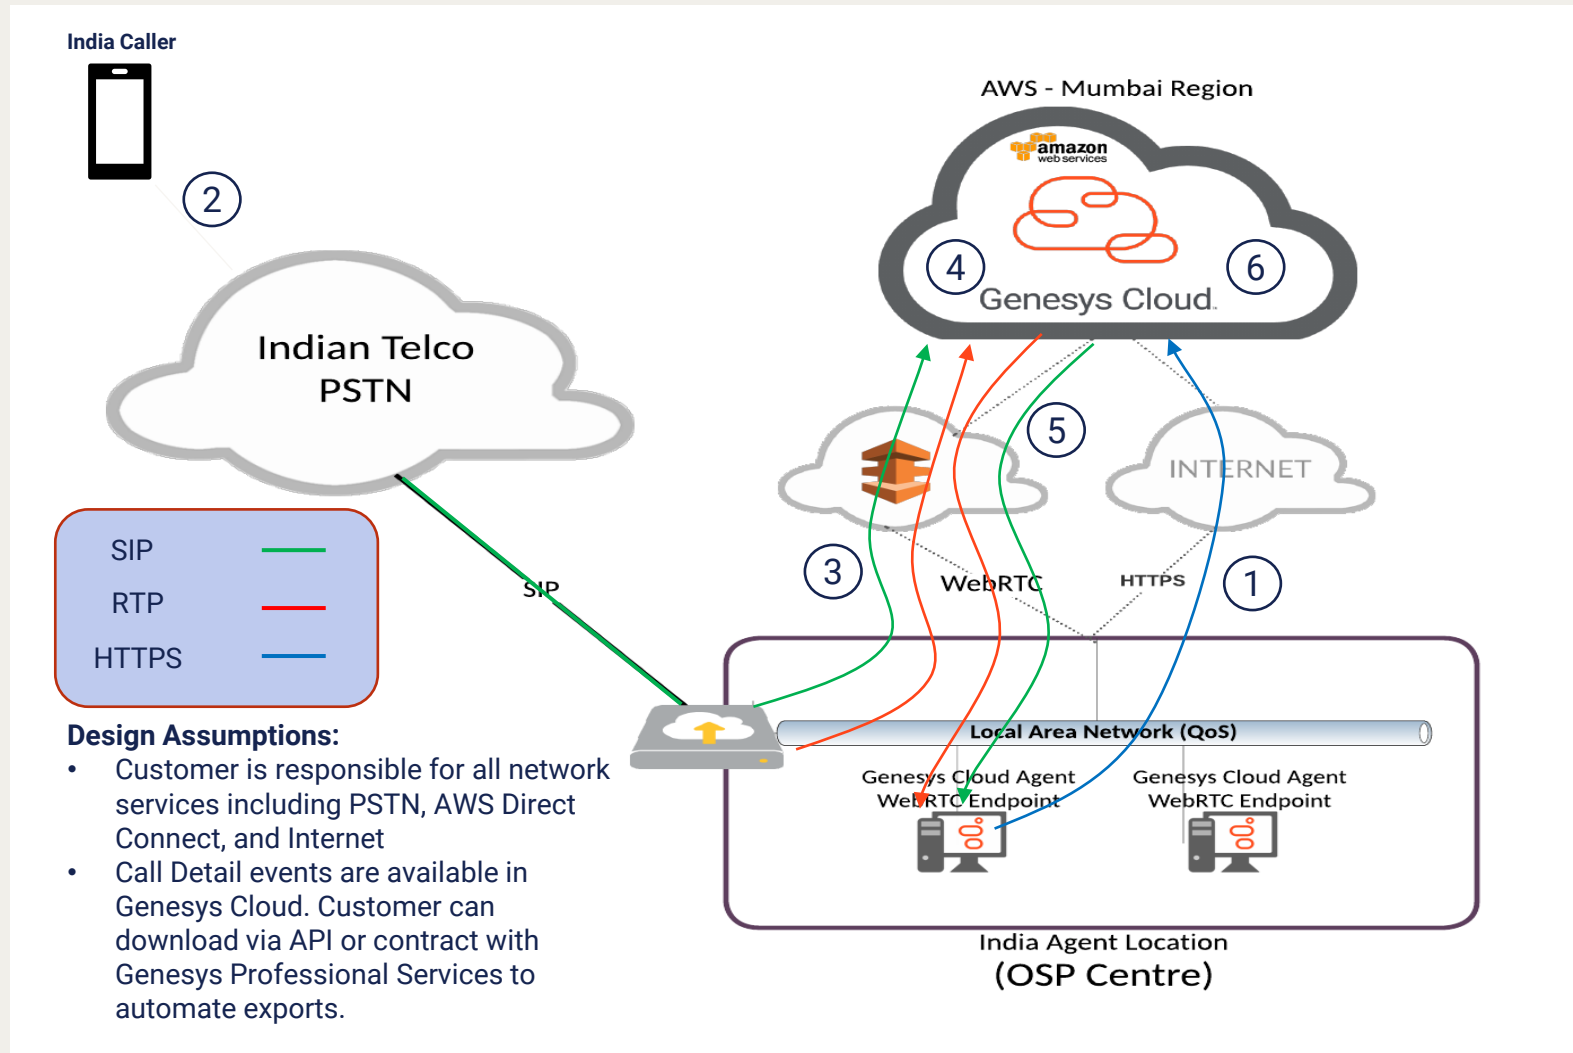 India Caller
2
Indian Telco
PSTN
AWS - Mumbai Region
amazon
web services
4
6
Genesys Cloud
5
INTERNET
3
WebRTC
HTTPS
1
SIP
RTP
HTTPS
SIP
Local Area Network (QoS)
Genesys Cloud Agent
WebRTC Endpoint
Genesys Cloud Agent
WebRTC Endpoint
India Agent Location
(OSP Centre)
Design Assumptions:
• Customer is responsible for all network
services including PSTN, AWS Direct
Connect, and Internet
• Call Detail events are available in
Genesys Cloud. Customer can
download via API or contract with
Genesys Professional Services to
automate exports.